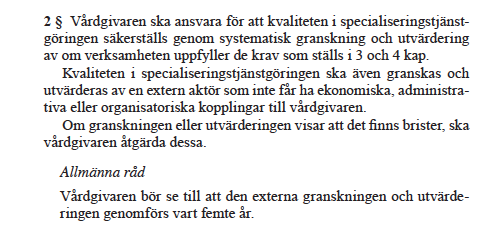 2 § Vårdgivaren ska ansvara för att kvaliteten i specialiseringstjänst-
göringen säkerställs genom systematisk granskning och utvärdering
av om verksamheten uppfyller de krav som ställs i 3 och 4 kap.
Kvaliteten i specialiseringstjänstgöringen ska även granskas och
utvärderas av en extern aktör som inte får ha ekonomiska, administra-
tiva eller organisatoriska kopplingar till vårdgivaren.
Om granskningen eller utvärderingen visar att det finns brister, ska
vårdgivaren åtgärda dessa.
Allmänna råd
Vårdgivaren bör se till att den externa granskningen och utvärde-
ringen genomförs vart femte år.